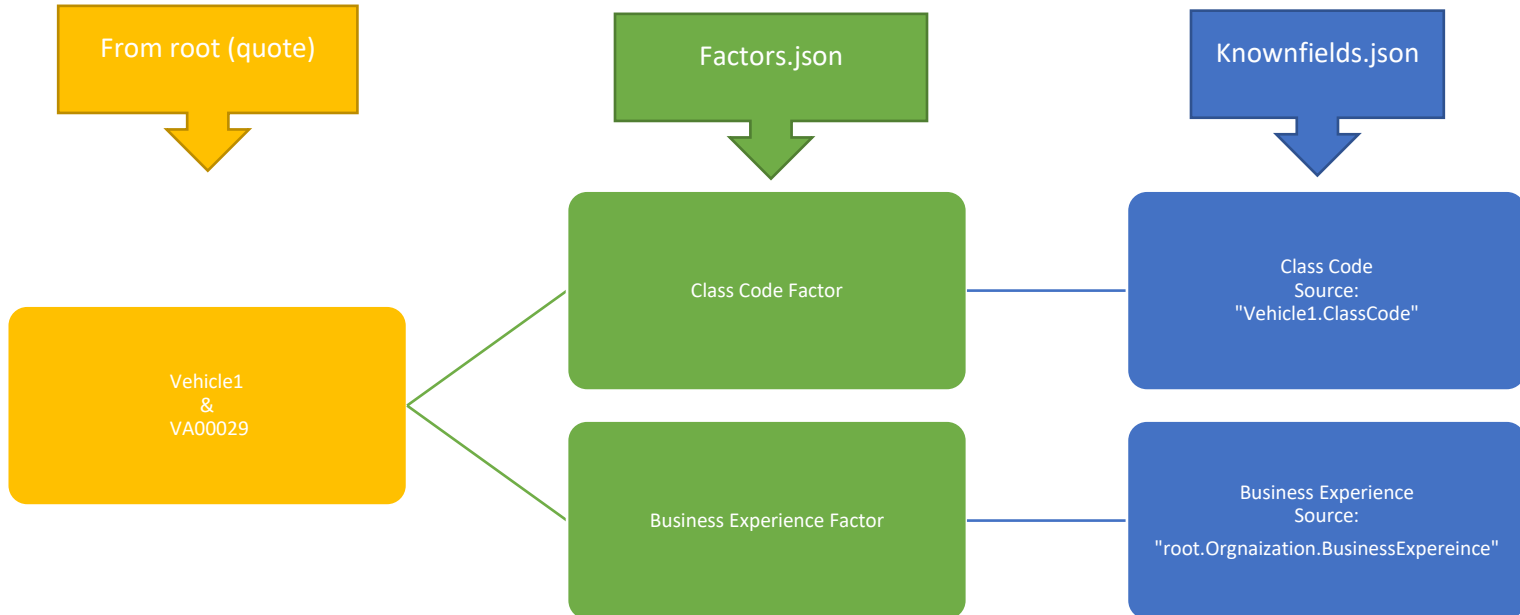 From root (quote)
Factors.json
Knownfields.json
Vehicle1
&
VA00029
Class Code Factor
Class Code
Source:
"Vehicle1.ClassCode"
Business Experience Factor
Business Experience
Source:
"root.Orgnaization.BusinessExpereince"